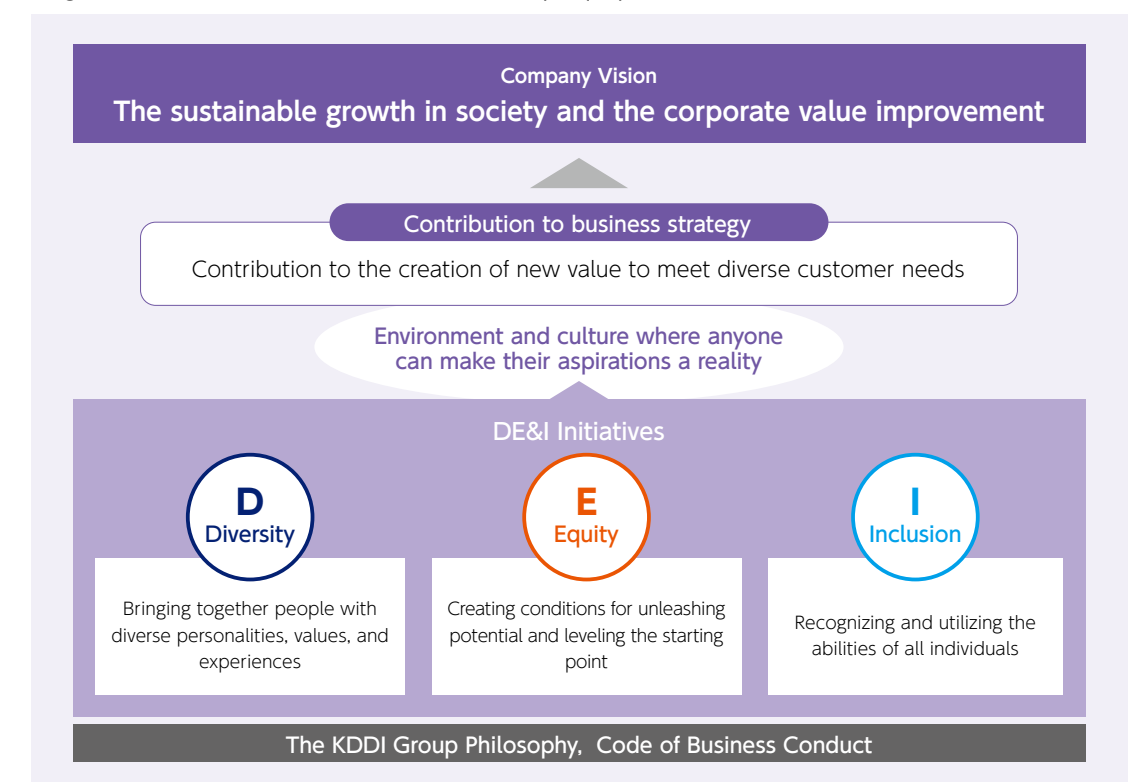 Company Vision
The sustainable growth in society and the corporate value improvement
Contribution to business strategy
Contribution to the creation of new value to meet diverse customer needs
Environment and culture where anyone
can make their aspirations a reality
DE&I Initiatives
D
Diversity
Bringing together people with
diverse personalities, values, and
experiences
E
Equity
Creating conditions for unleashing
potential and leveling the starting
point
I
Inclusion
Recognizing and utilizing the
abilities of all individuals
The KDDI Group Philosophy, Code of Business Conduct